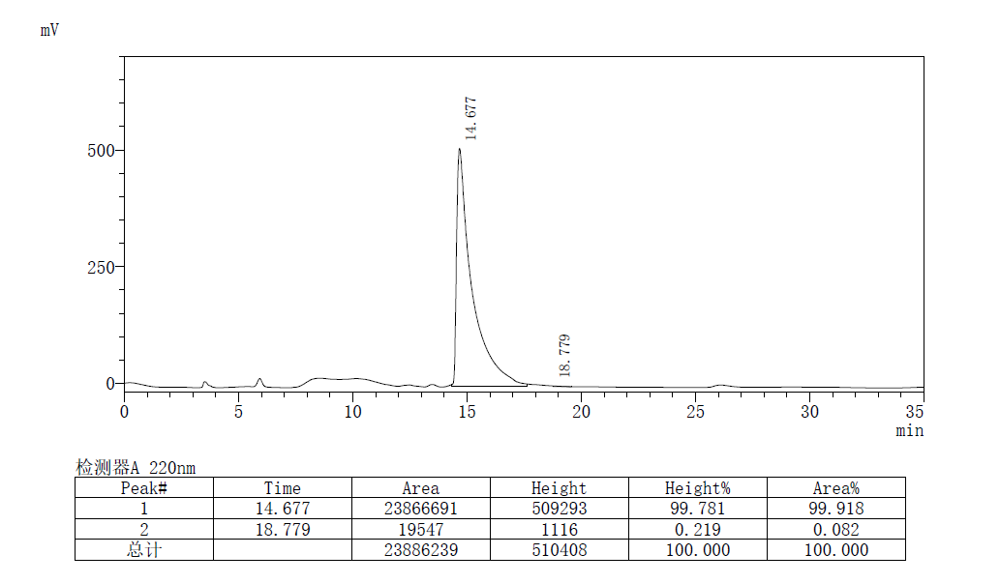 mV
14.677
18.779
500
250
0
0 5 10 15 20 25 30 35
min
检测器A 220nm
Peak# Time Area Height Height% Area%
1 14.677 23866691 509293 99.781 99.918
2 18.779 19547 1116 0.219 0.082
总计 23886239 510408 100.000 100.000